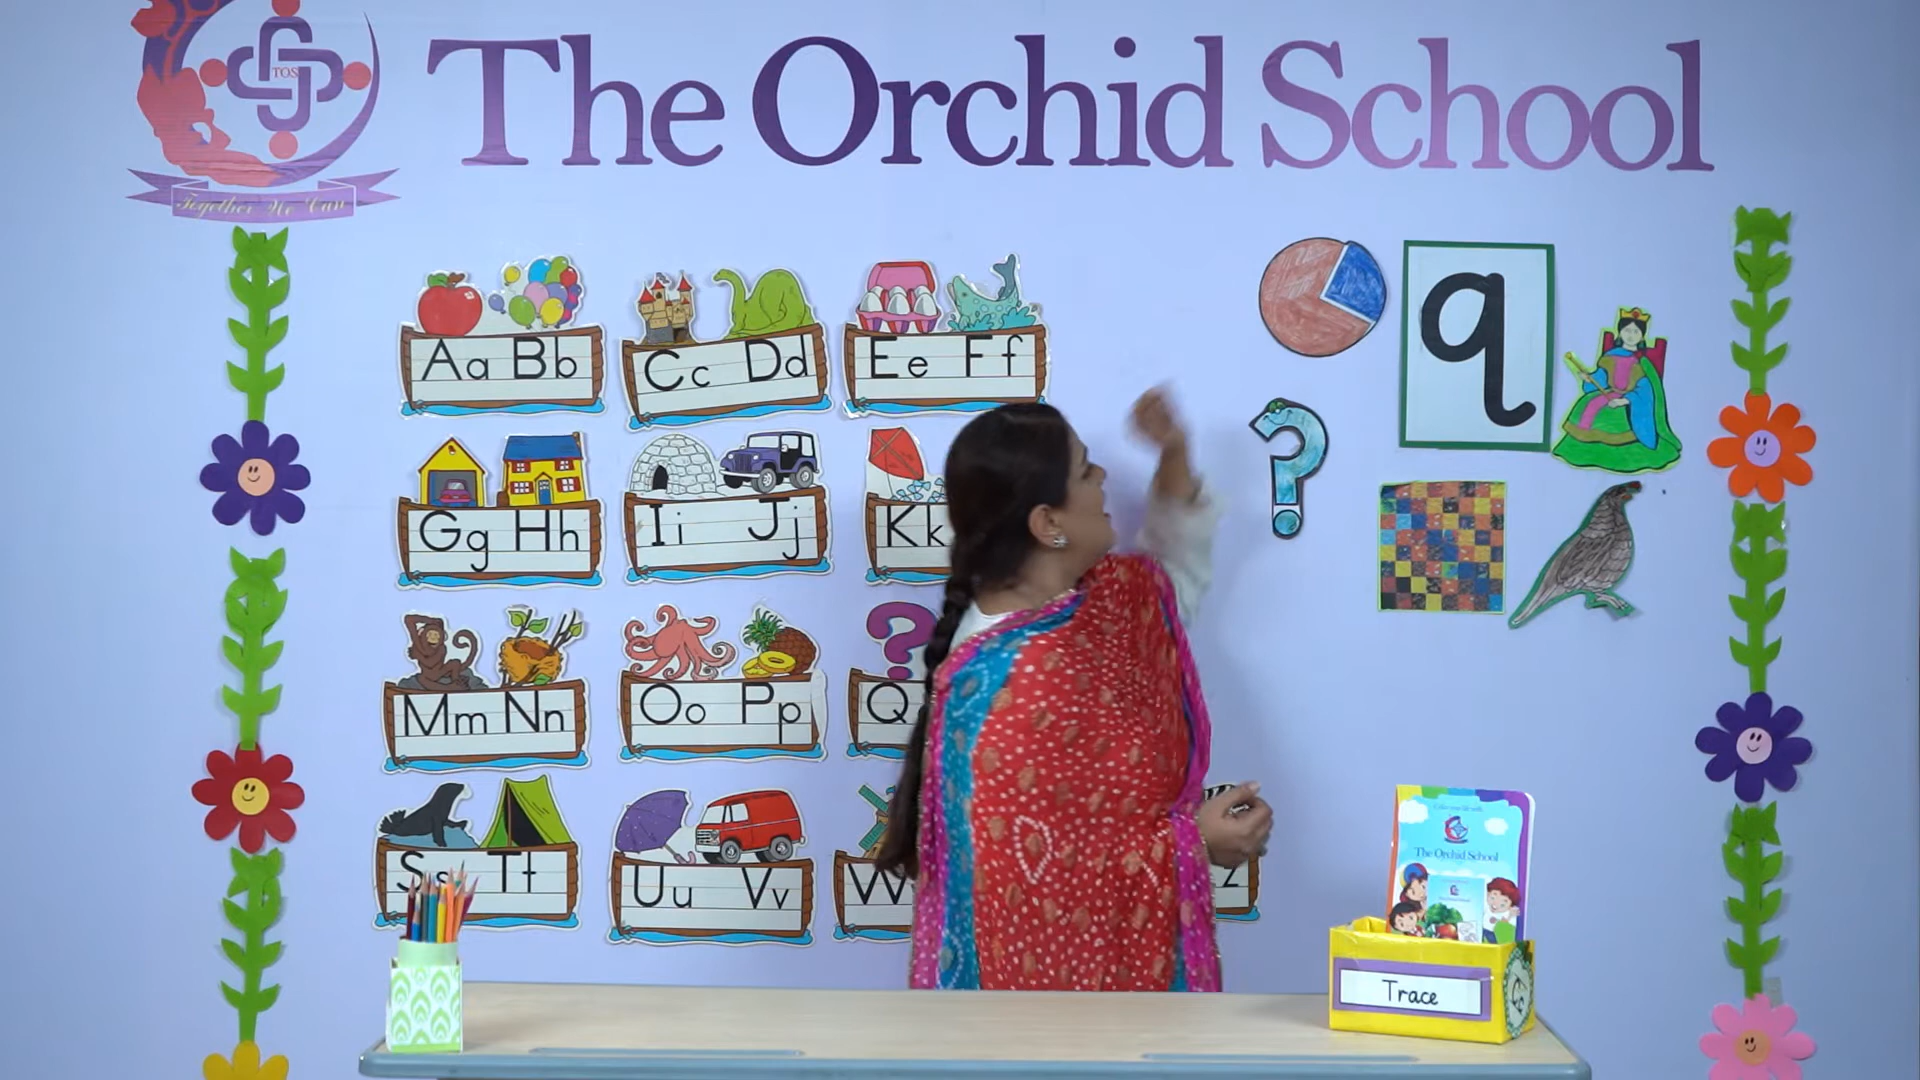 TOS
The Orchid School
Together We Can
q
Aa Bb
Cc Dd
Ee Ff
Gg Hh
Ii Jj
Kk
Mm Nn
Oo Pp
Q
Ss Tt
Uu Vv
W
z
The Orchid School
Trace